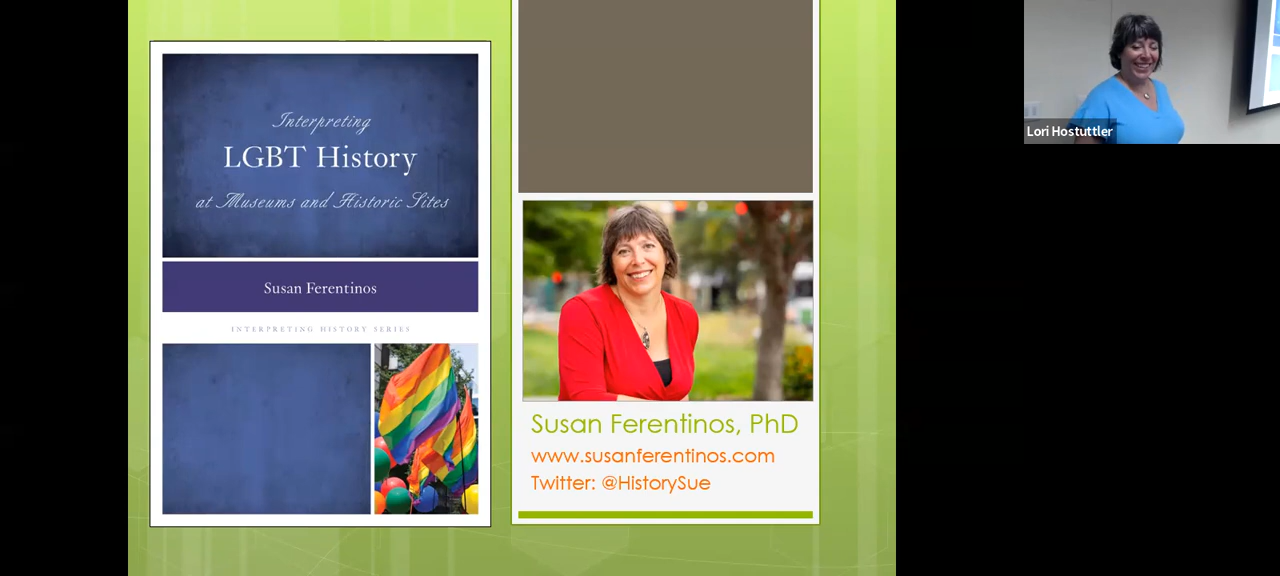 Interpreting
LGBT History
at Museums and Historic Sites
Susan Ferentinos
INTERPRETING HISTORY SERIES
Susan Ferentinos, PhD
www.susanferentinos.com
Twitter: @HistorySue
Lori Hostuttler